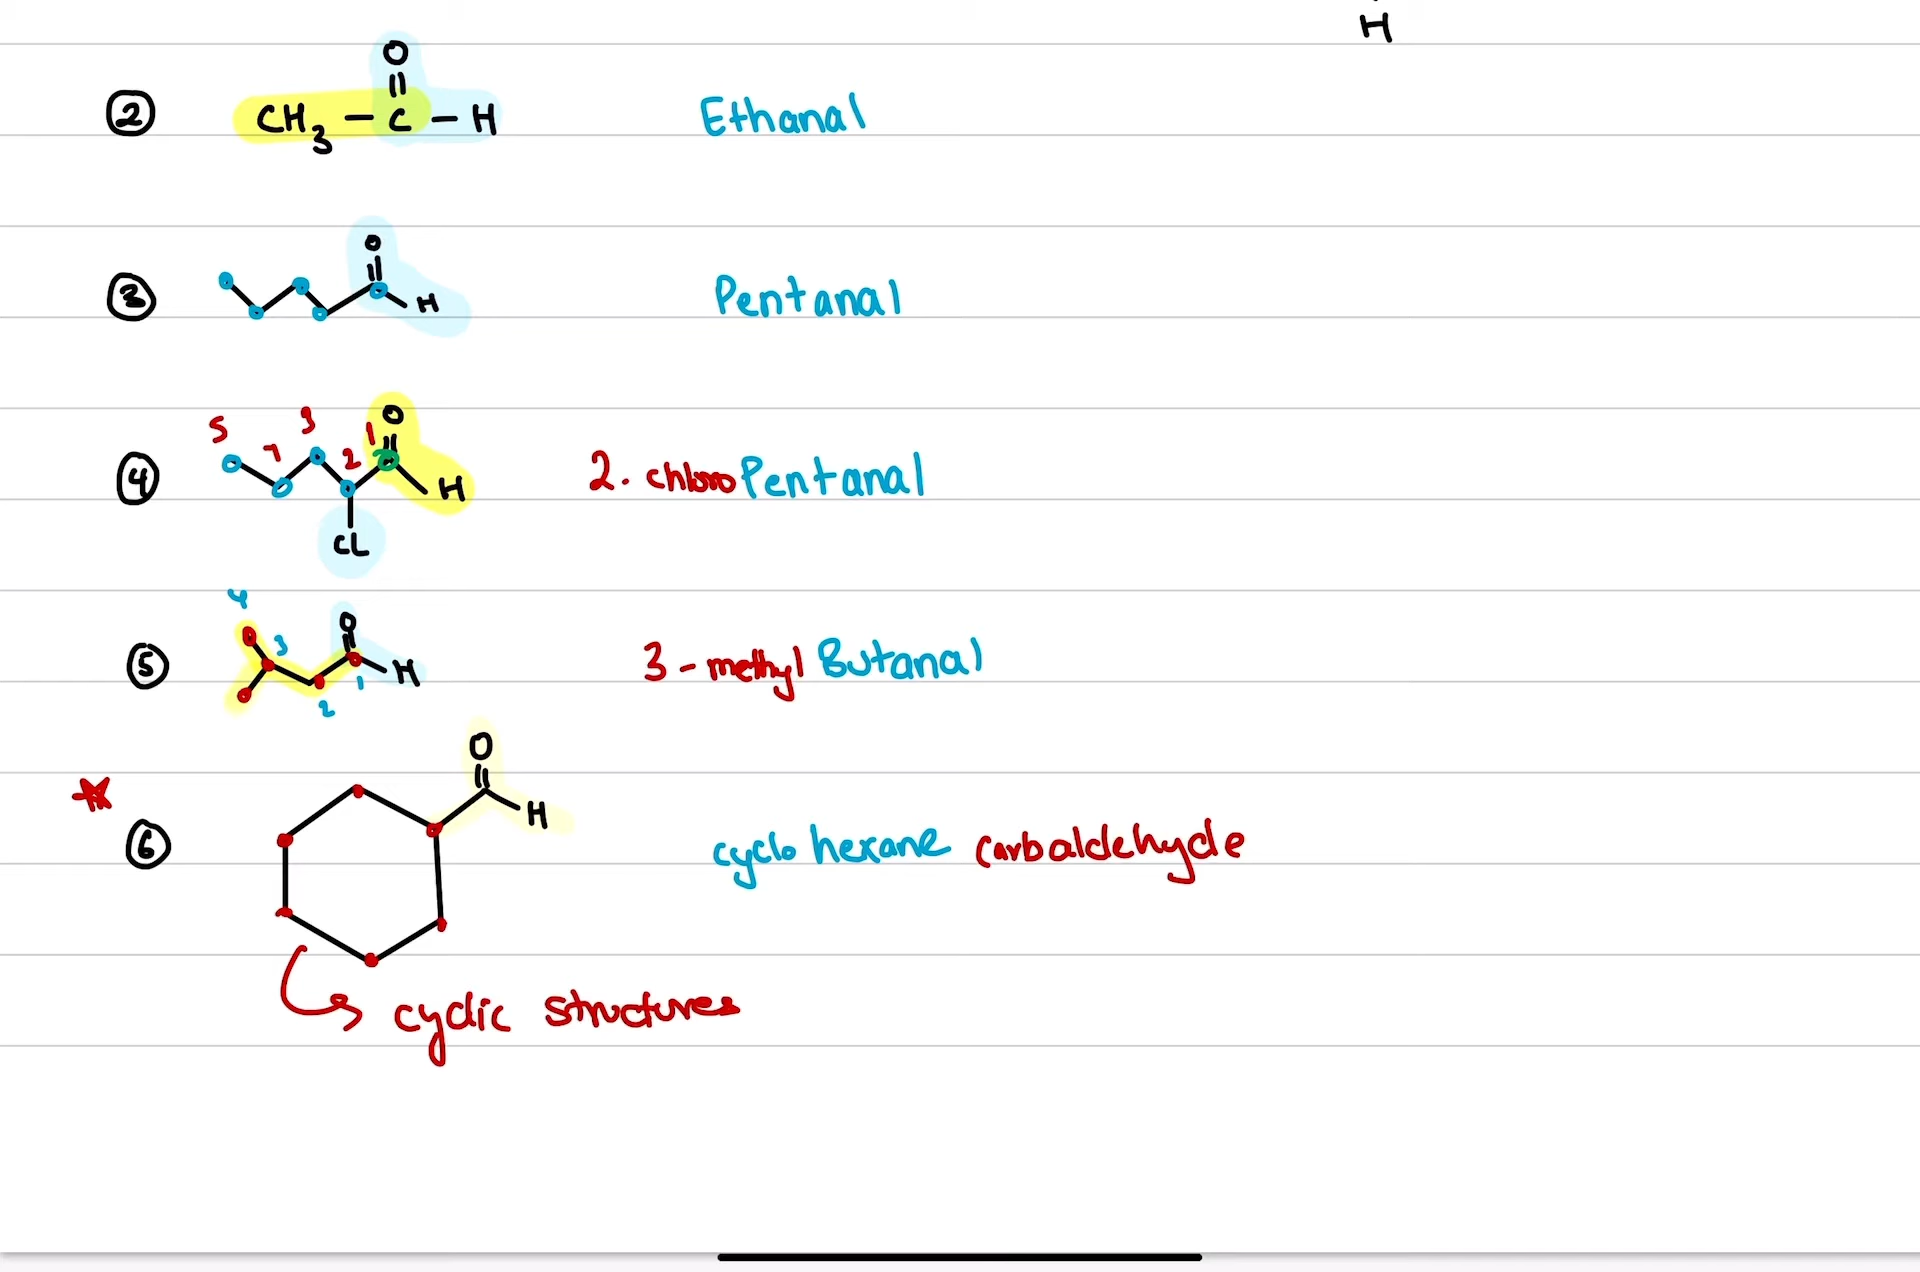 H
O
② CH3 - C - H Ethanal
O
③ H Pentanal
5 3 1 O
④ 4 2 H 2. chloro Pentanal
CL
4 O
⑤ 3 H 3 - methyl Butanal
2 1
O
H
⑥ cyclo hexane carbaldehyde
cyclic structures